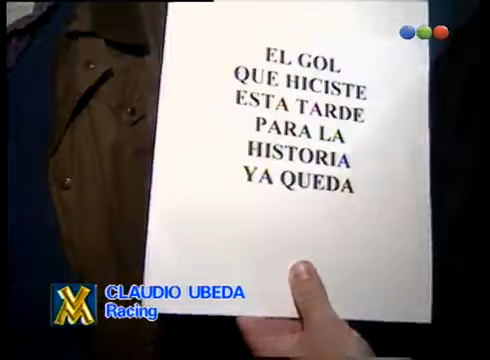 EL GOL
QUE HICISTE
ESTA TARDE
PARA LA
HISTORIA
YA QUEDA
CLAUDIO UBEDA
Racing